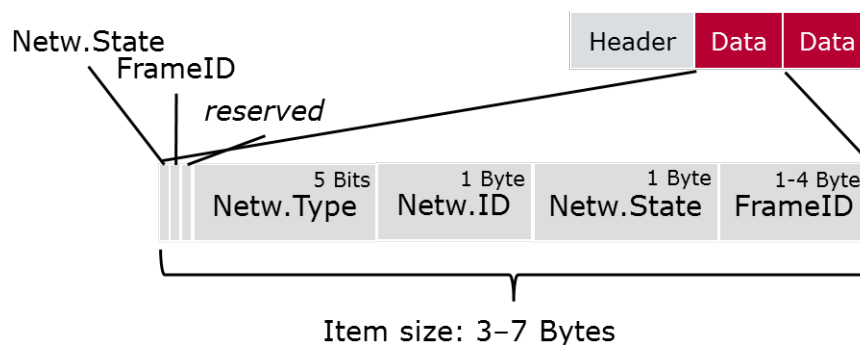 Netw.State
FrameID
reserved
Header Data Data
5 Bits 1 Byte 1 Byte 1-4 Byte
Netw.Type Netw.ID Netw.State FrameID
Item size: 3–7 Bytes